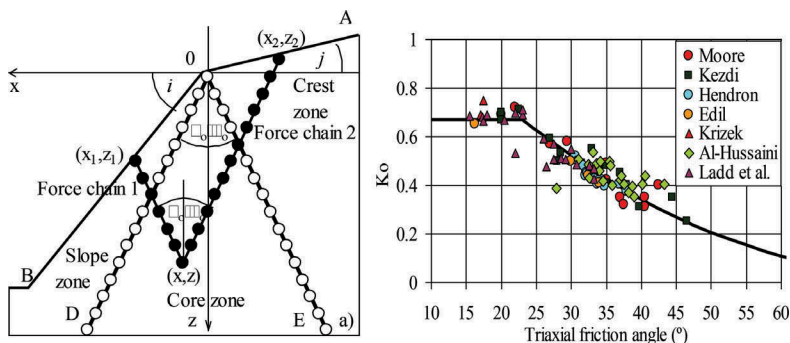 A
(x2,z2)
0
x
i
j
Crest
zone
(x1,z1)
Force chain 2
Force chain 1
Slope
zone
B
(x,z)
Core zone
D
z
E
a)
Ko
1
0.8
0.6
0.4
0.2
0
10 15 20 25 30 35 40 45 50 55 60
Triaxial friction angle (º)
Moore
Kezdi
Hendron
Edil
Krizek
Al-Hussaini
Ladd et al.